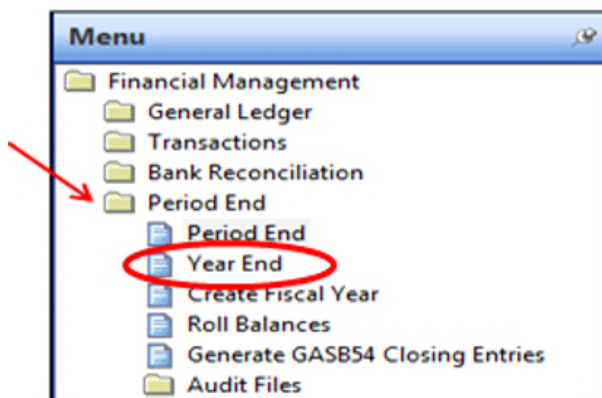 Menu
Financial Management
General Ledger
Transactions
Bank Reconciliation
Period End
Period End
Year End
Create Fiscal Year
Roll Balances
Generate GASB54 Closing Entries
Audit Files